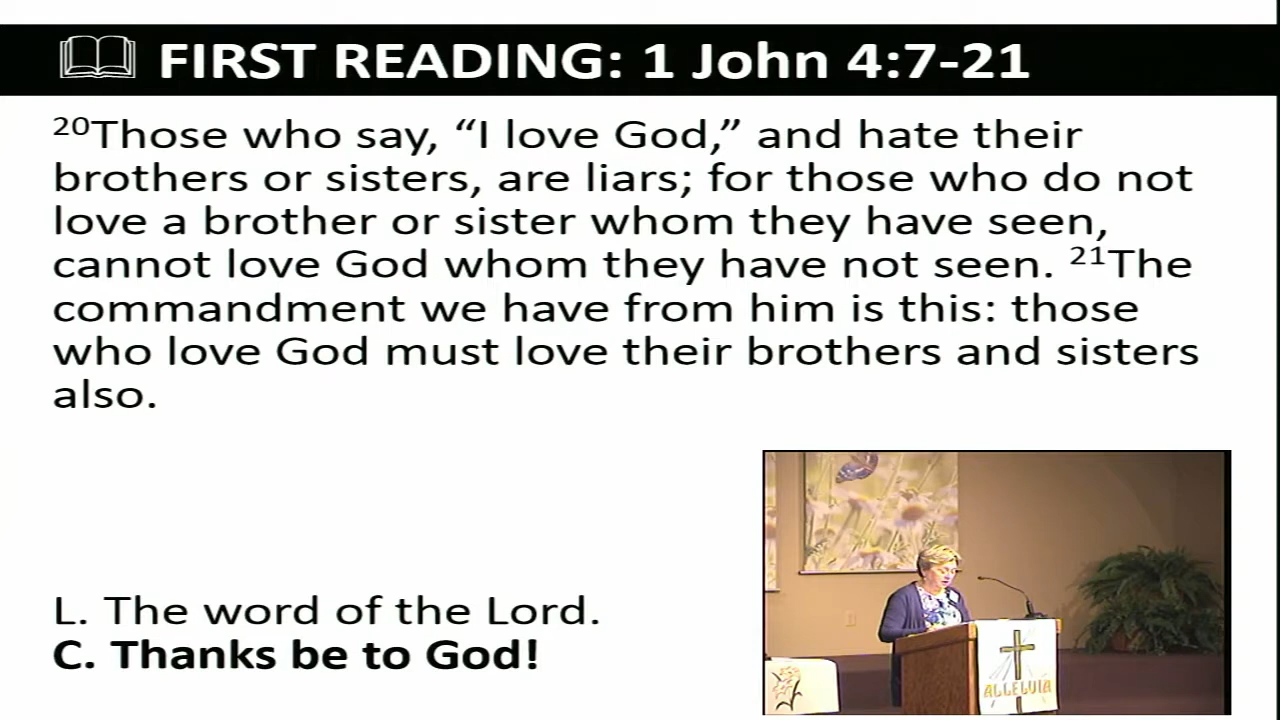 FIRST READING: 1 John 4:7-21
²⁰Those who say, “I love God,” and hate their
brothers or sisters, are liars; for those who do not
love a brother or sister whom they have seen,
cannot love God whom they have not seen. ²¹The
commandment we have from him is this: those
who love God must love their brothers and sisters
also.
L. The word of the Lord.
C. Thanks be to God!
ALLELUIA